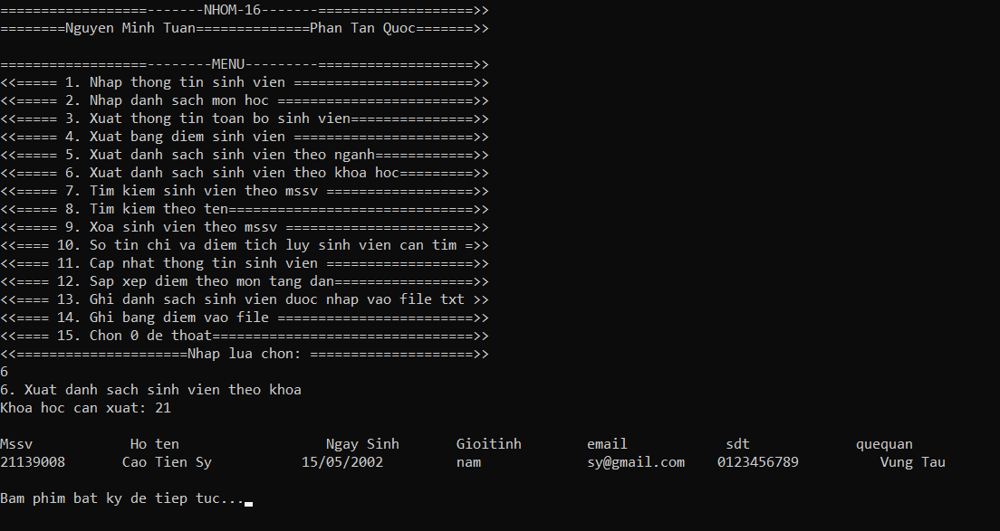 ==================-------NHOM-16-------===================>>
========Nguyen Minh Tuan==============Phan Tan Quoc=======>>
==================--------MENU---------===================>>
<<===== 1. Nhap thong tin sinh vien ======================>>
<<===== 2. Nhap danh sach mon hoc ========================>>
<<===== 3. Xuat thong tin toan bo sinh vien===============>>
<<===== 4. Xuat bang diem sinh vien ======================>>
<<===== 5. Xuat danh sach sinh vien theo nganh============>>
<<===== 6. Xuat danh sach sinh vien theo khoa hoc=========>>
<<===== 7. Tim kiem sinh vien theo mssv ==================>>
<<===== 8. Tim kiem theo ten==============================>>
<<===== 9. Xoa sinh vien theo mssv =======================>>
<<==== 10. So tin chi va diem tich luy sinh vien can tim =>>
<<==== 11. Cap nhat thong tin sinh vien ==================>>
<<==== 12. Sap xep diem theo mon tang dan=================>>
<<==== 13. Ghi danh sach sinh vien duoc nhap vao file txt >>
<<==== 14. Ghi bang diem vao file ========================>>
<<==== 15. Chon 0 de thoat================================>>
<<=====================Nhap lua chon: ====================>>
6
6. Xuat danh sach sinh vien theo khoa
Khoa hoc can xuat: 21
Mssv            Ho ten                  Ngay Sinh       Gioitinh        email            sdt             quequan
21139008       Cao Tien Sy           15/05/2002         nam             sy@gmail.com    0123456789          Vung Tau
Bam phim bat ky de tiep tuc...